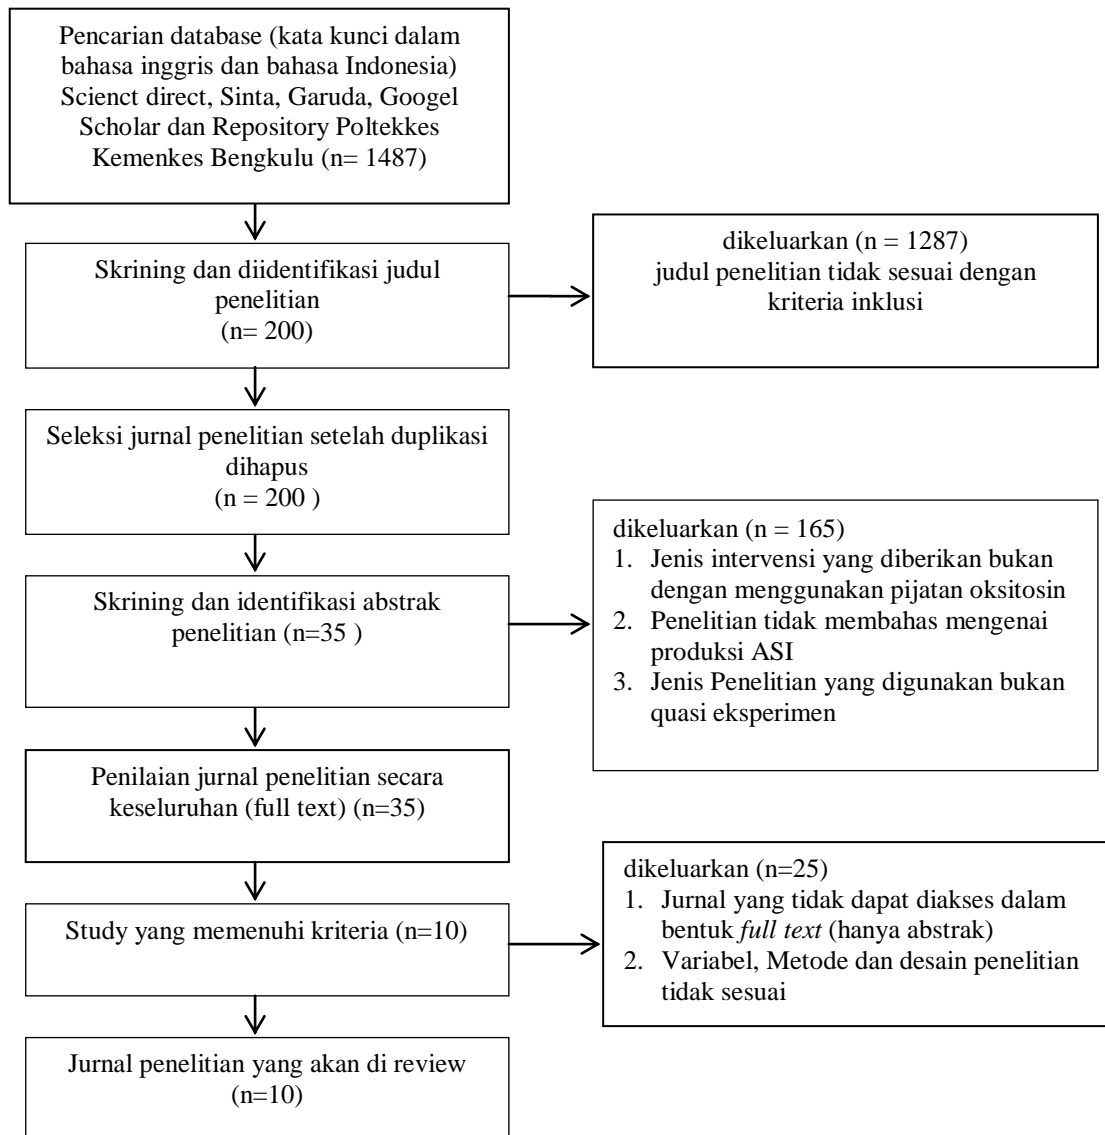 Pencarian database (kata kunci dalam
bahasa inggris dan bahasa Indonesia)
Scienct direct, Sinta, Garuda, Googel
Scholar dan Repository Poltekkes
Kemenkes Bengkulu (n= 1487)
Skrining dan diidentifikasi judul
penelitian
(n= 200)
dikeluarkan (n = 1287)
judul penelitian tidak sesuai dengan
kriteria inklusi
Seleksi jurnal penelitian setelah duplikasi
dihapus
(n = 200 )
Skrining dan identifikasi abstrak
penelitian (n=35 )
dikeluarkan (n = 165)
1. Jenis intervensi yang diberikan bukan
dengan menggunakan pijatan oksitosin
2. Penelitian tidak membahas mengenai
produksi ASI
3. Jenis Penelitian yang digunakan bukan
quasi eksperimen
Penilaian jurnal penelitian secara
keseluruhan (full text) (n=35)
Study yang memenuhi kriteria (n=10)
dikeluarkan (n=25)
1. Jurnal yang tidak dapat diakses dalam
bentuk full text (hanya abstrak)
2. Variabel, Metode dan desain penelitian
tidak sesuai
Jurnal penelitian yang akan di review
(n=10)